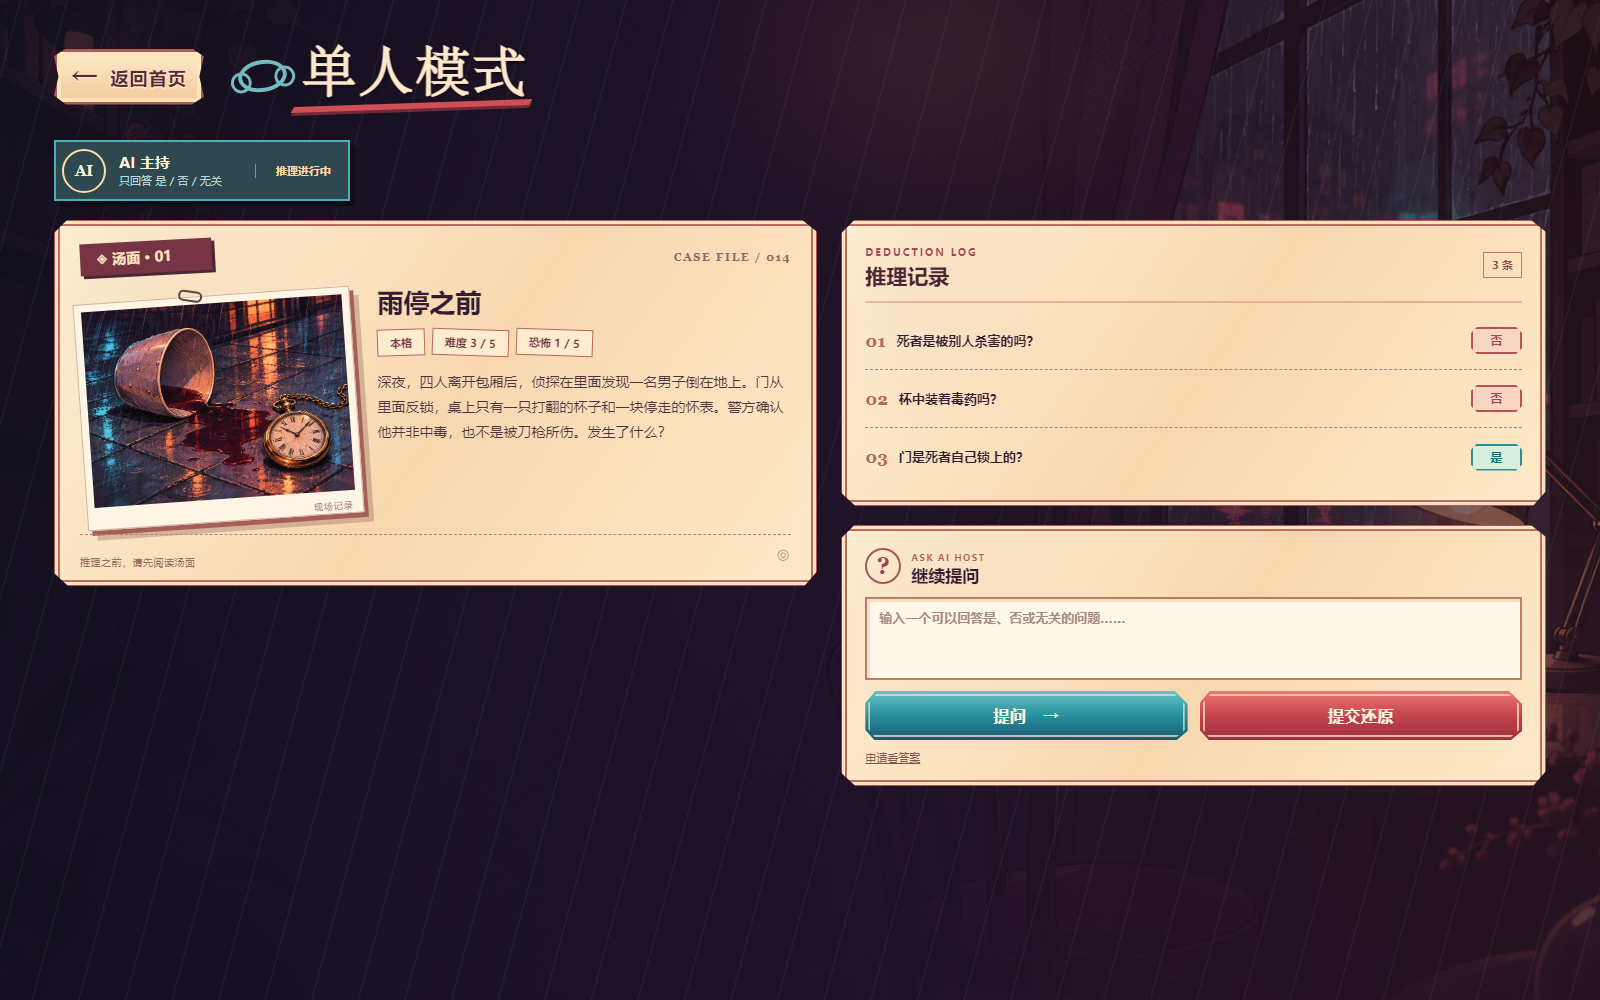 ← 返回首页
单人模式
AI
AI 主持
只回答 是 / 否 / 无关
推理进行中
◈ 汤面 • 01
CASE FILE / 014
现场记录
雨停之前
本格
难度 3 / 5
恐怖 1 / 5
深夜，四人离开包厢后，侦探在里面发现一名男子倒在地上。门从
里面反锁，桌上只有一只打翻的杯子和一块停走的怀表。警方确认
他并非中毒，也不是被刀枪所伤。发生了什么？
推理之前，请先阅读汤面
DEDUCTION LOG
推理记录
3 条
01 死者是被别人杀害的吗？ 否
02 杯中装着毒药吗？ 否
03 门是死者自己锁上的？ 是
?
ASK AI HOST
继续提问
输入一个可以回答是、否或无关的问题……
提问 →
提交还原
申请看答案